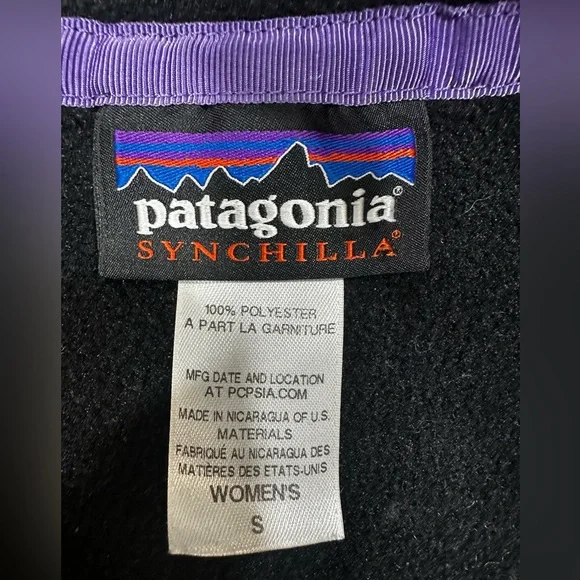 patagonia®
SYNCHILLA®
100% POLYESTER
A PART LA GARNITURE
MFG DATE AND LOCATION
AT PCPSIA.COM
MADE IN NICARAGUA OF U.S.
MATERIALS
FABRIQUÉ AU NICARAGUA DES
MATIÈRES DES ETATS-UNIS
WOMEN'S
S